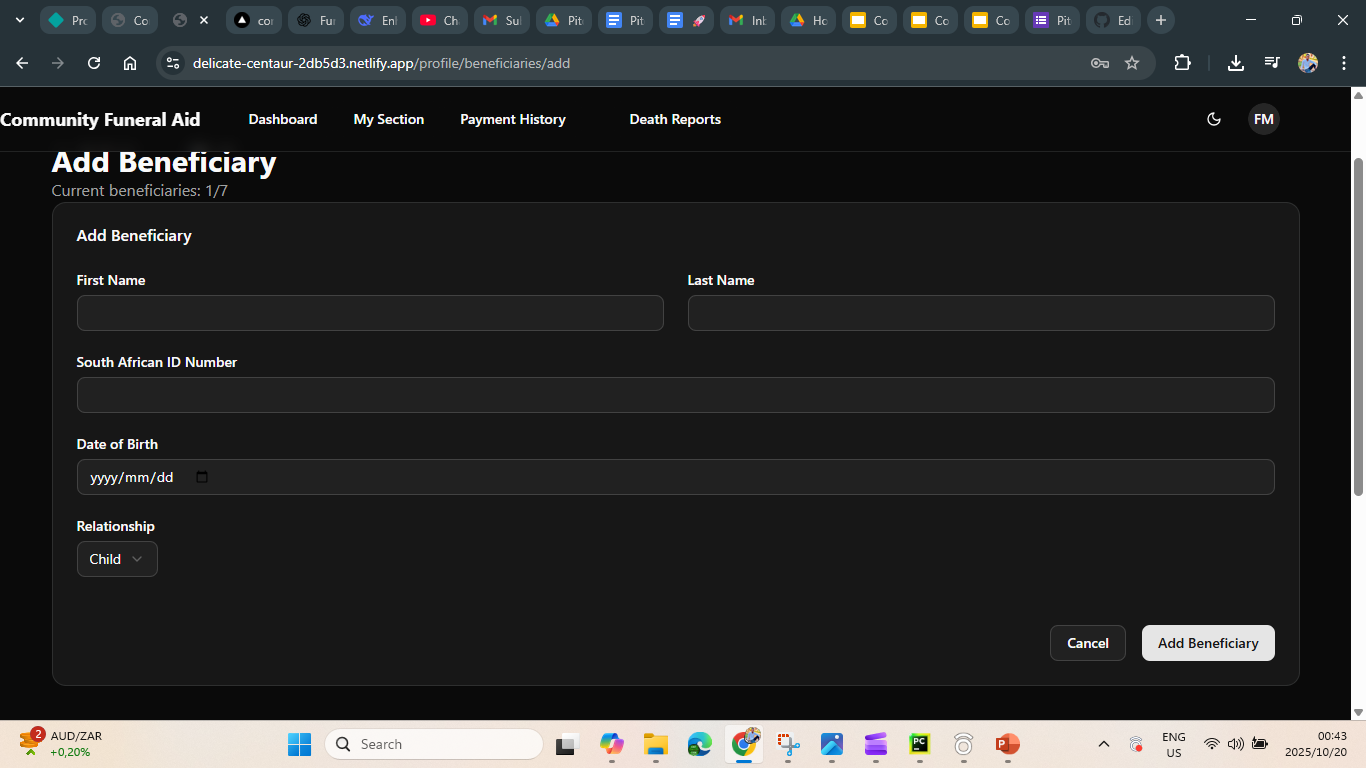 Pro
Co
cor
Fur
Enl
Ch
Sul
Pit
Pit
Inb
Ho
Co
Co
Co
Pit
Ed
delicate-centaur-2db5d3.netlify.app/profile/beneficiaries/add
Community Funeral Aid
Dashboard
My Section
Payment History
Death Reports
FM
Add Beneficiary
Current beneficiaries: 1/7
Add Beneficiary
First Name
Last Name
South African ID Number
Date of Birth
yyyy/mm/dd
Relationship
Child
Cancel
Add Beneficiary
2
AUD/ZAR
+0,20%
Search
PC
P
ENG
US
00:43
2025/10/20